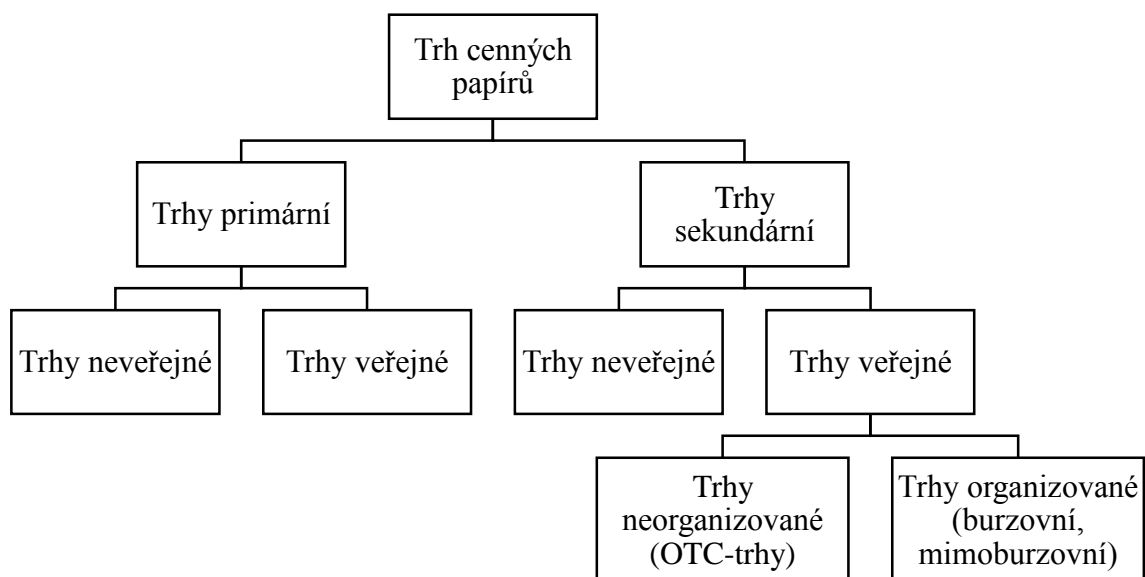 Trh cenných
papírů
Trhy primární
Trhy
sekundární
Trhy neveřejné
Trhy veřejné
Trhy neveřejné
Trhy veřejné
Trhy
neorganizované
(OTC-trhy)
Trhy organizované
(burzovní,
mimoburzovní)